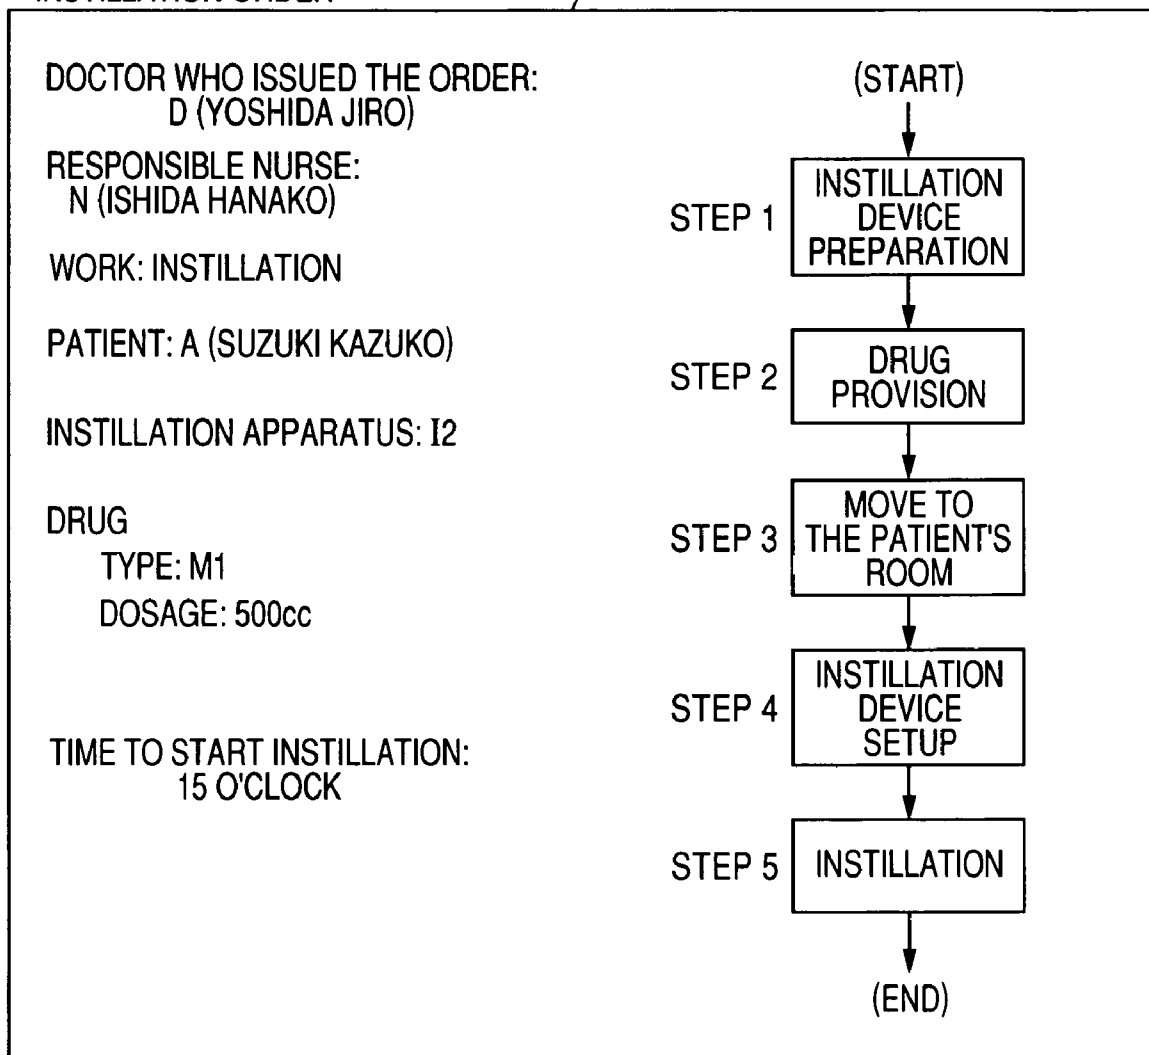 DOCTOR WHO ISSUED THE ORDER:
D (YOSHIDA JIRO)
RESPONSIBLE NURSE:
N (ISHIDA HANAKO)
WORK: INSTILLATION
PATIENT: A (SUZUKI KAZUKO)
INSTILLATION APPARATUS: I2
DRUG
TYPE: M1
DOSAGE: 500cc
TIME TO START INSTILLATION:
15 O'CLOCK
(START)
STEP 1
INSTILLATION
DEVICE
PREPARATION
STEP 2
DRUG
PROVISION
STEP 3
MOVE TO
THE PATIENT'S
ROOM
STEP 4
INSTILLATION
DEVICE
SETUP
STEP 5
INSTILLATION
(END)